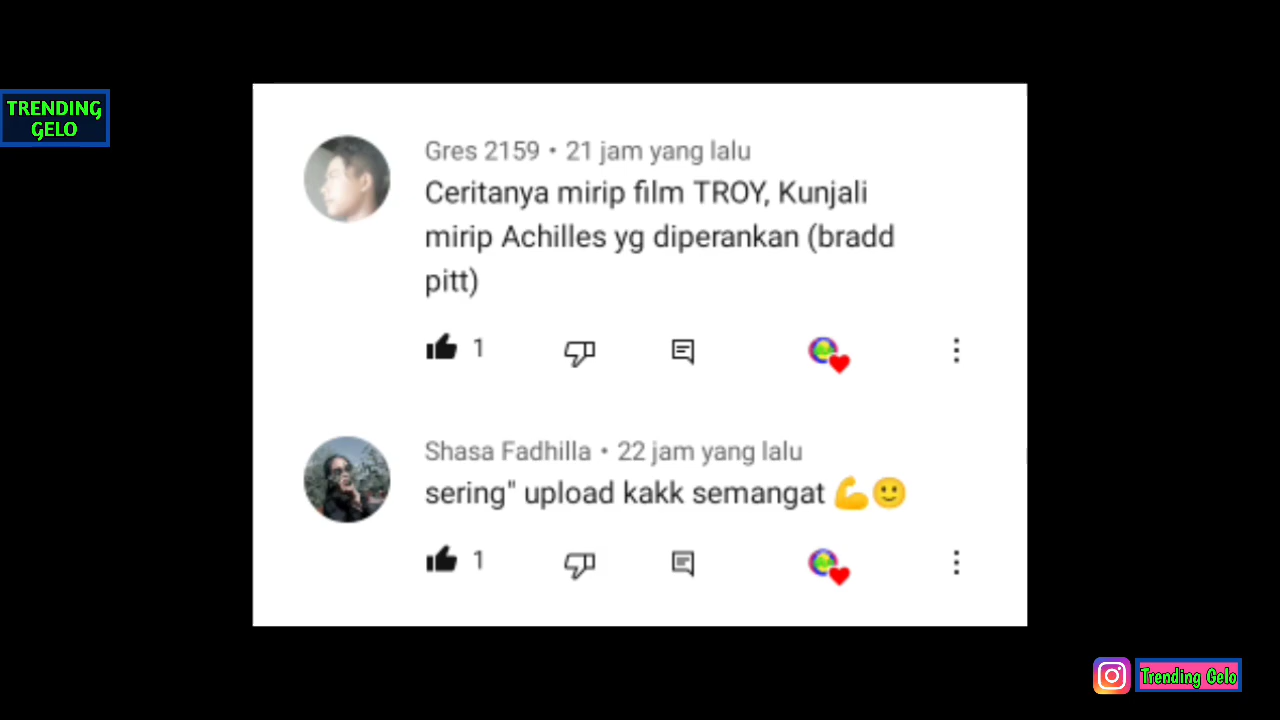 TRENDING
GELO
Gres 2159 • 21 jam yang lalu
Ceritanya mirip film TROY, Kunjali
mirip Achilles yg diperankan (bradd
pitt)
1
Shasa Fadhilla • 22 jam yang lalu
sering" upload kakk semangat 💪🙂
1
Trending Gelo